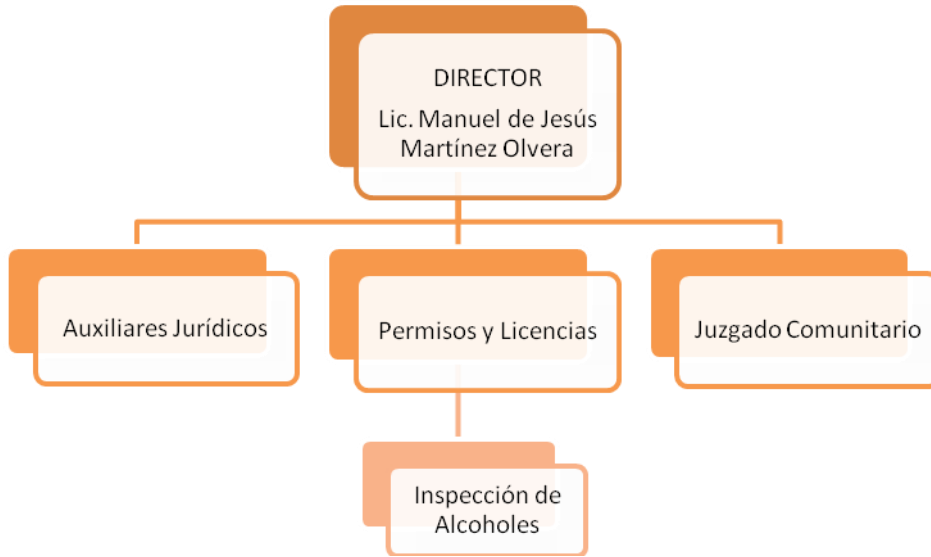 DIRECTOR
Lic. Manuel de Jesús
Martínez Olvera
Auxiliares Jurídicos
Permisos y Licencias
Juzgado Comunitario
Inspección de
Alcoholes